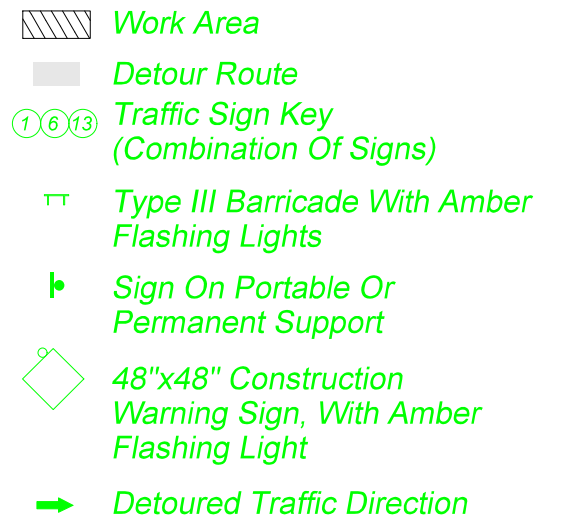 Work Area
Detour Route
1 6 13 Traffic Sign Key
(Combination Of Signs)
Type III Barricade With Amber
Flashing Lights
Sign On Portable Or
Permanent Support
48"x48" Construction
Warning Sign, With Amber
Flashing Light
Detoured Traffic Direction